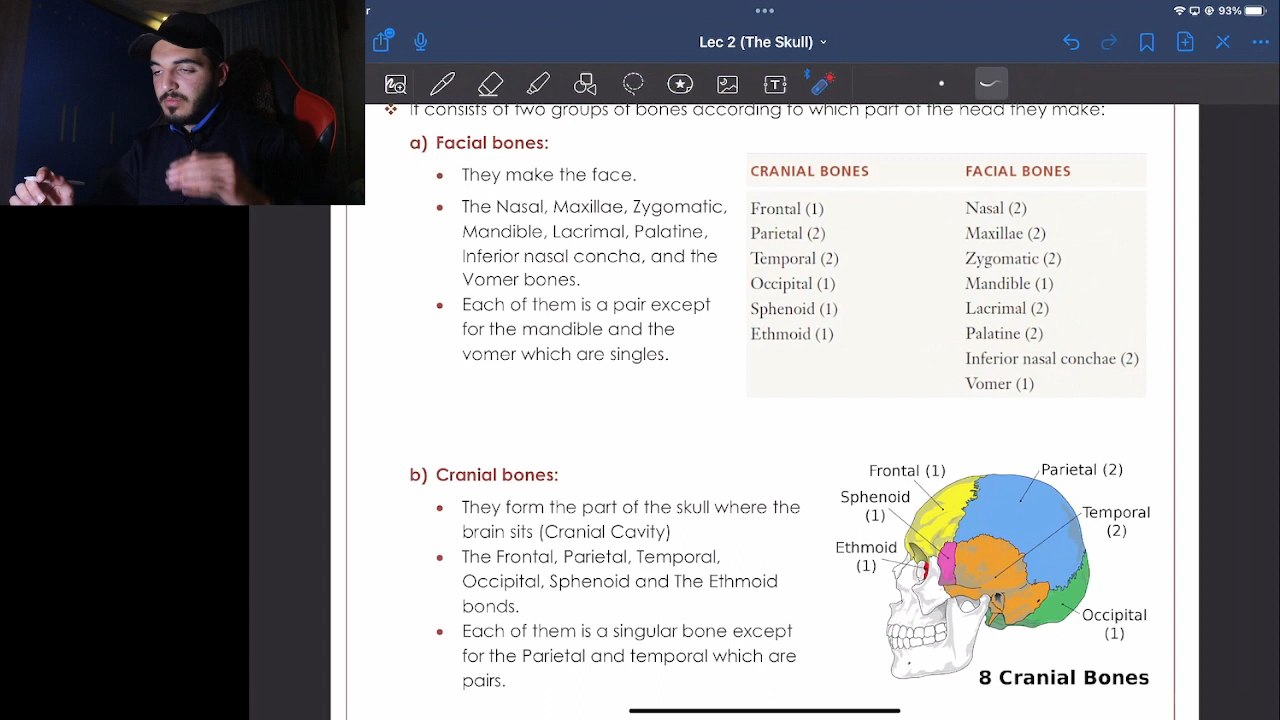 r
93%
Lec 2 (The Skull)
It consists of two groups of bones according to which part of the head they make:
a) Facial bones:
• They make the face.
• The Nasal, Maxillae, Zygomatic,
Mandible, Lacrimal, Palatine,
Inferior nasal concha, and the
Vomer bones.
• Each of them is a pair except
for the mandible and the
vomer which are singles.
CRANIAL BONES FACIAL BONES
Frontal (1) Nasal (2)
Parietal (2) Maxillae (2)
Temporal (2) Zygomatic (2)
Occipital (1) Mandible (1)
Sphenoid (1) Lacrimal (2)
Ethmoid (1) Palatine (2)
Inferior nasal conchae (2)
Vomer (1)
b) Cranial bones:
• They form the part of the skull where the
brain sits (Cranial Cavity)
• The Frontal, Parietal, Temporal,
Occipital, Sphenoid and The Ethmoid
bonds.
• Each of them is a singular bone except
for the Parietal and temporal which are
pairs.
Frontal (1)
Parietal (2)
Sphenoid
(1)
Temporal
(2)
Ethmoid
(1)
Occipital
(1)
8 Cranial Bones